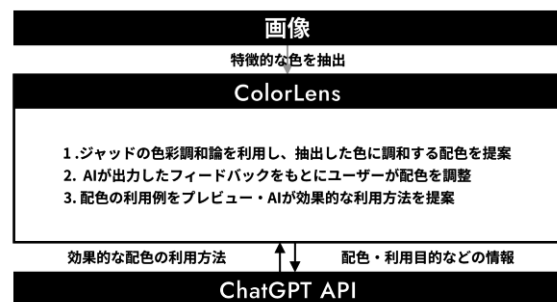 画像
特徴的な色を抽出
ColorLens
1 .ジャッドの色彩調和論を利用し、抽出した色に調和する配色を提案
2. AIが出力したフィードバックをもとにユーザーが配色を調整
3. 配色の利用例をプレビュー・AIが効果的な利用方法を提案
効果的な配色の利用方法
配色・利用目的などの情報
ChatGPT API